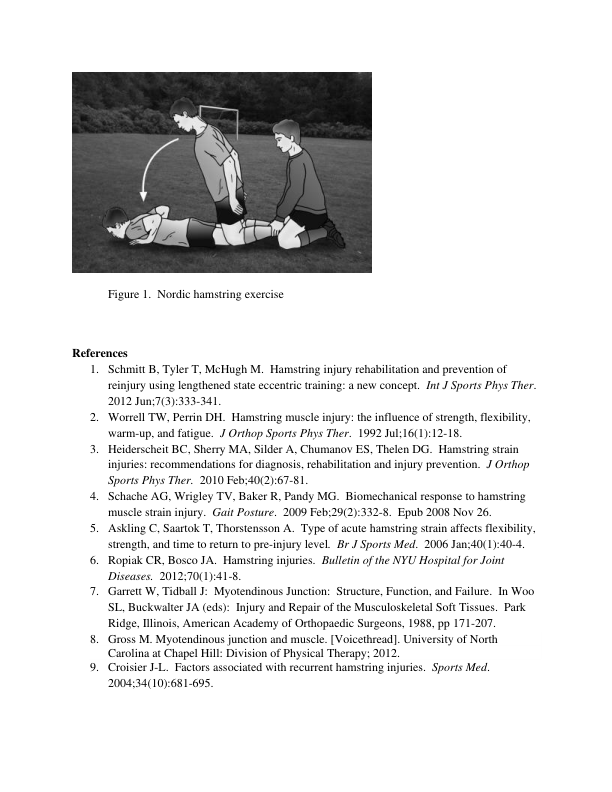 Figure 1. Nordic hamstring exercise
References
1. Schmitt B, Tyler T, McHugh M. Hamstring injury rehabilitation and prevention of
reinjury using lengthened state eccentric training: a new concept. Int J Sports Phys Ther.
2012 Jun;7(3):333-341.
2. Worrell TW, Perrin DH. Hamstring muscle injury: the influence of strength, flexibility,
warm-up, and fatigue. J Orthop Sports Phys Ther. 1992 Jul;16(1):12-18.
3. Heiderscheit BC, Sherry MA, Silder A, Chumanov ES, Thelen DG. Hamstring strain
injuries: recommendations for diagnosis, rehabilitation and injury prevention. J Orthop
Sports Phys Ther. 2010 Feb;40(2):67-81.
4. Schache AG, Wrigley TV, Baker R, Pandy MG. Biomechanical response to hamstring
muscle strain injury. Gait Posture. 2009 Feb;29(2):332-8. Epub 2008 Nov 26.
5. Askling C, Saartok T, Thorstensson A. Type of acute hamstring strain affects flexibility,
strength, and time to return to pre-injury level. Br J Sports Med. 2006 Jan;40(1):40-4.
6. Ropiak CR, Bosco JA. Hamstring injuries. Bulletin of the NYU Hospital for Joint
Diseases. 2012;70(1):41-8.
7. Garrett W, Tidball J: Myotendinous Junction: Structure, Function, and Failure. In Woo
SL, Buckwalter JA (eds): Injury and Repair of the Musculoskeletal Soft Tissues. Park
Ridge, Illinois, American Academy of Orthopaedic Surgeons, 1988, pp 171-207.
8. Gross M. Myotendinous junction and muscle. [Voicethread]. University of North
Carolina at Chapel Hill: Division of Physical Therapy; 2012.
9. Croisier J-L. Factors associated with recurrent hamstring injuries. Sports Med.
2004;34(10):681-695.